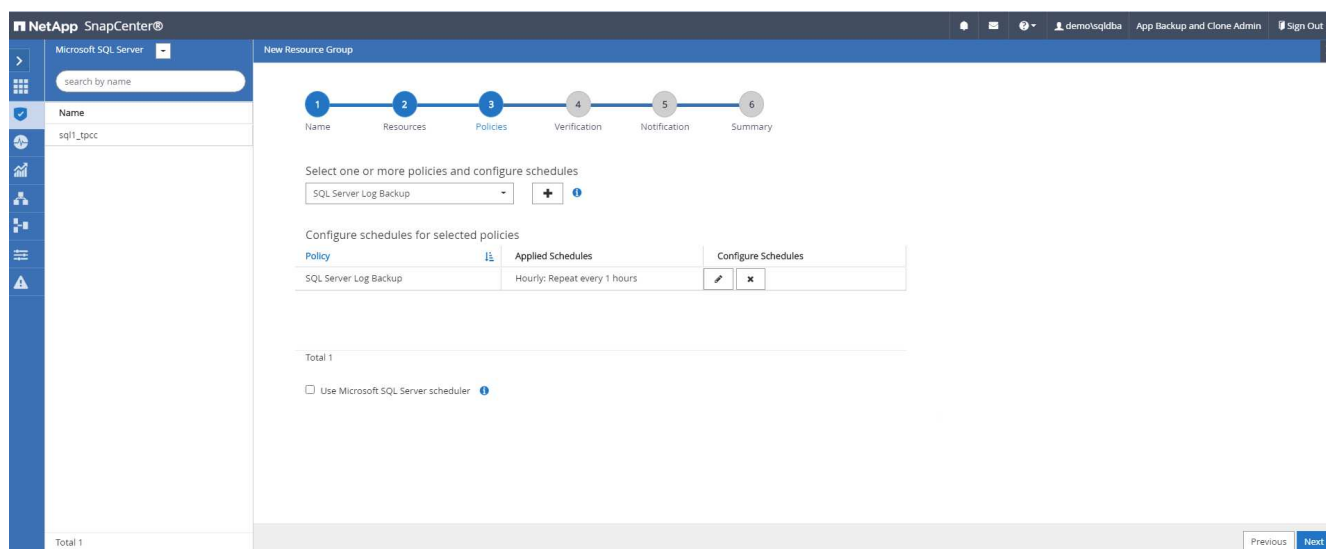 NetApp SnapCenter®
demo\sqldba App Backup and Clone Admin Sign Out
Microsoft SQL Server
New Resource Group
search by name
Name
sql1_tpcc
1 2 3 4 5 6
Name Resources Policies Verification Notification Summary
Select one or more policies and configure schedules
SQL Server Log Backup
Configure schedules for selected policies
Policy Applied Schedules Configure Schedules
SQL Server Log Backup Hourly: Repeat every 1 hours
Total 1
Use Microsoft SQL Server scheduler
Total 1
Previous Next